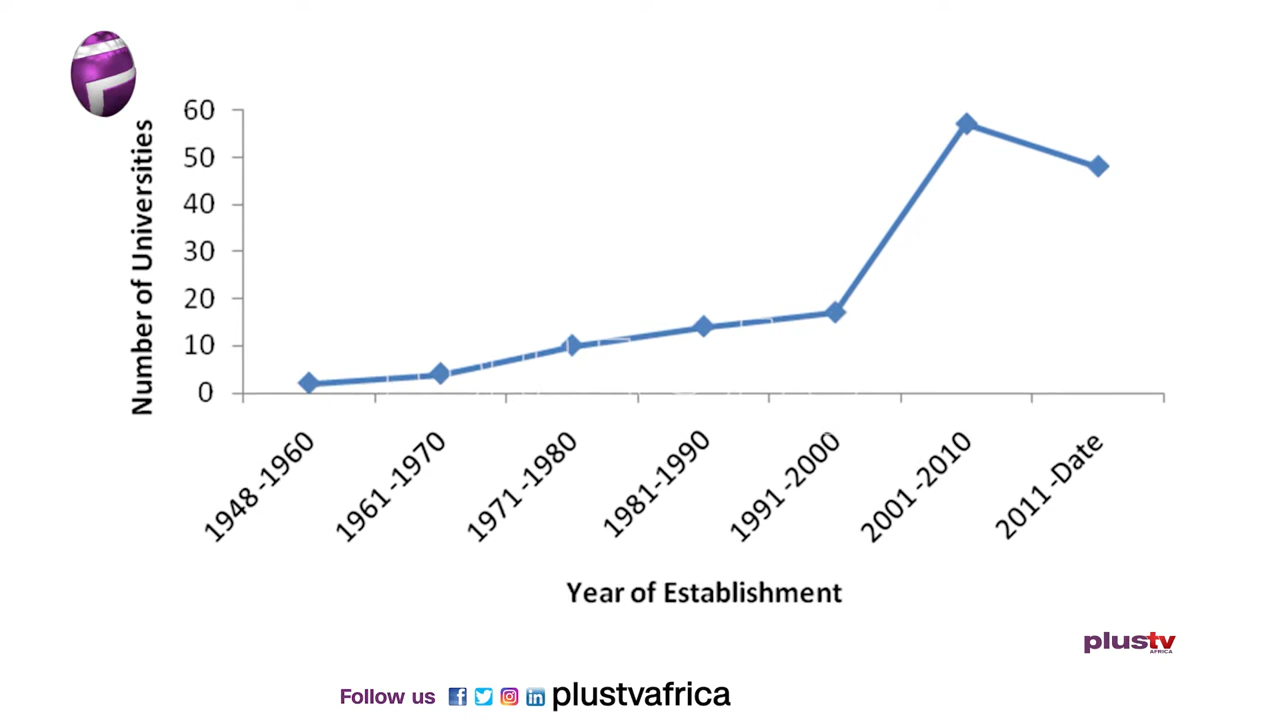 Number of Universities
60
50
40
30
20
10
0
1948 -1960
1961 -1970
1971 -1980
1981-1990
1991 -2000
2001 -2010
2011 -Date
Year of Establishment
plustv
AFRICA
Follow us plustvafrica